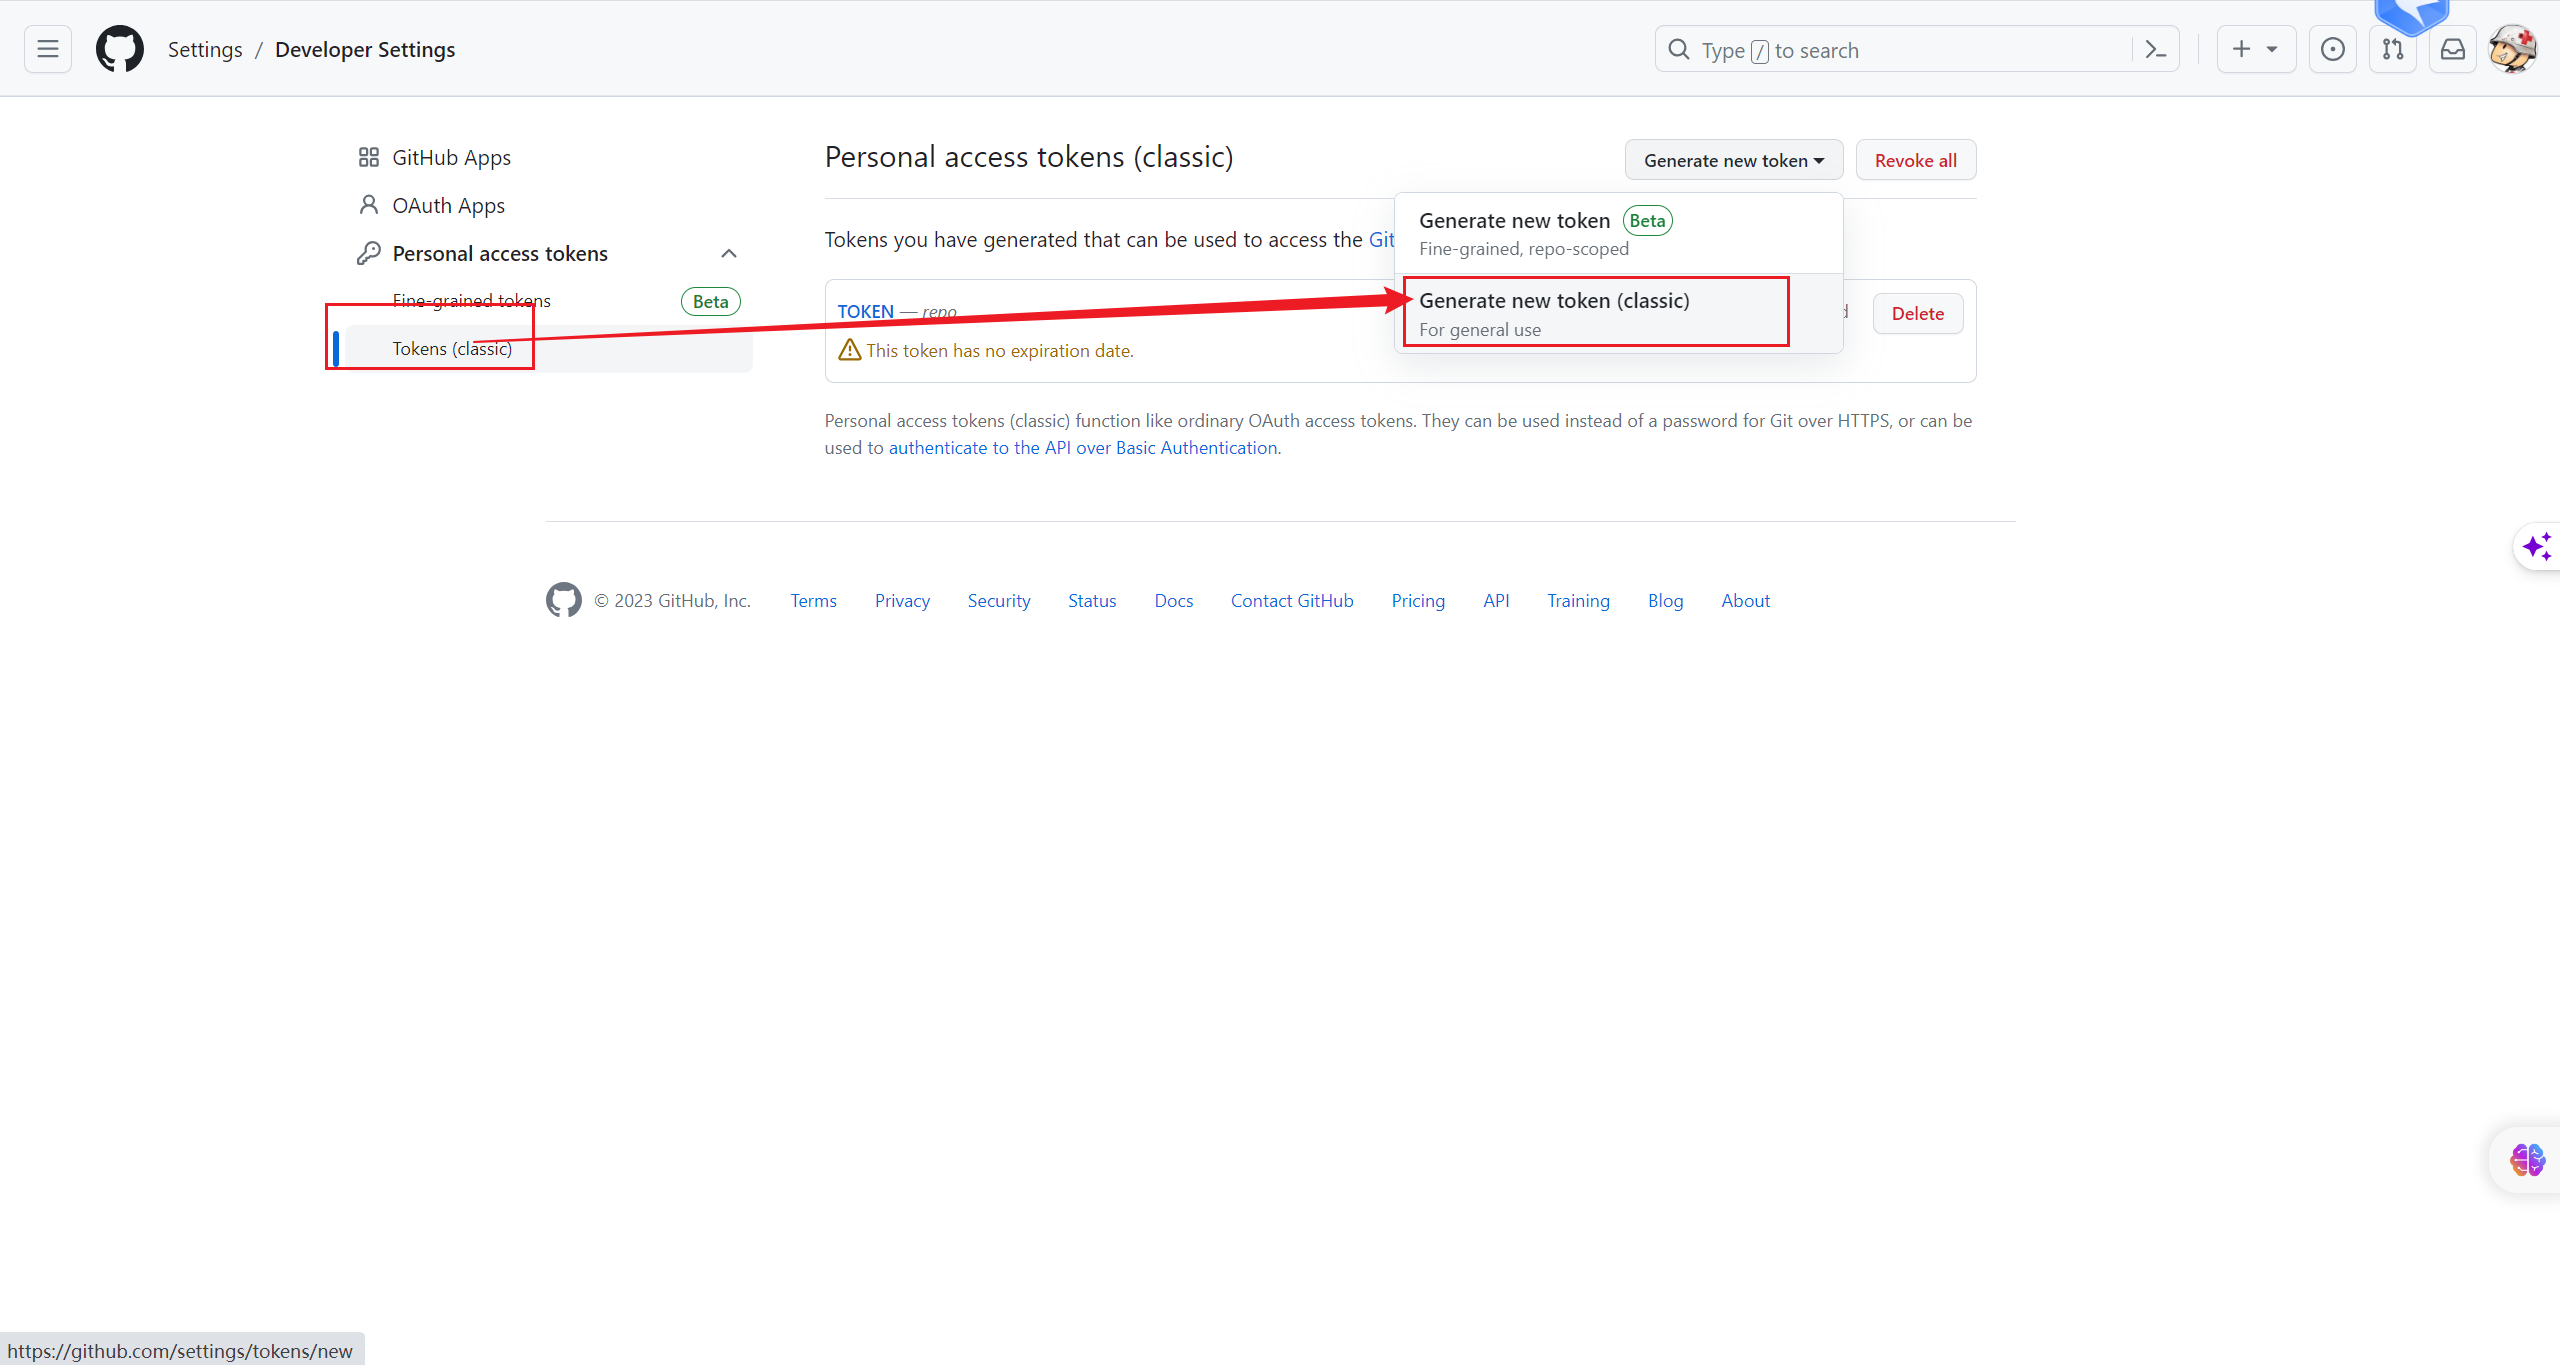 Settings / Developer Settings
Type / to search
GitHub Apps
OAuth Apps
Personal access tokens
Fine-grained tokens Beta
Tokens (classic)
Personal access tokens (classic)
Generate new token
Revoke all
Generate new token Beta
Fine-grained, repo-scoped
Generate new token (classic)
For general use
Tokens you have generated that can be used to access the Git
TOKEN — repo
d
Delete
This token has no expiration date.
Personal access tokens (classic) function like ordinary OAuth access tokens. They can be used instead of a password for Git over HTTPS, or can be
used to authenticate to the API over Basic Authentication.
© 2023 GitHub, Inc. Terms Privacy Security Status Docs Contact GitHub Pricing API Training Blog About
https://github.com/settings/tokens/new